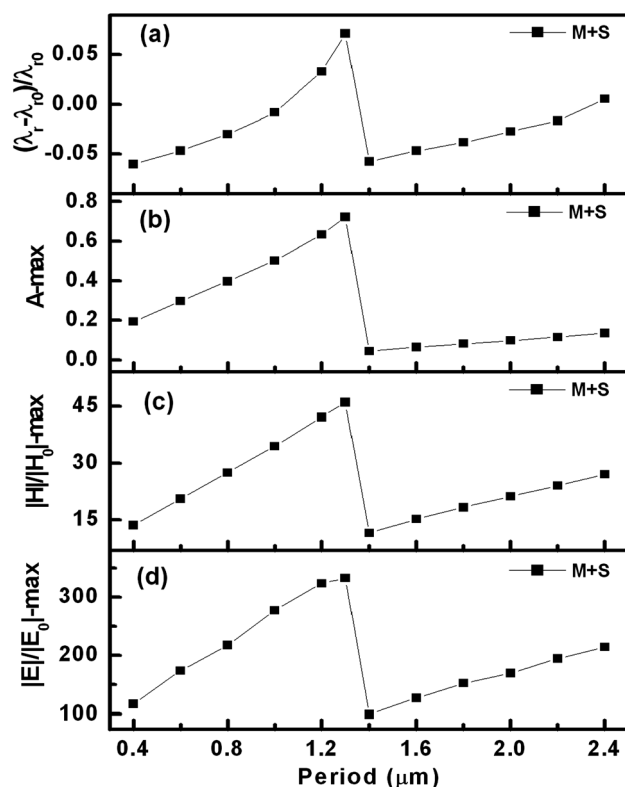 (a)
M+S
(λr-λr0)/λr0
0.05
0.00
-0.05
(b)
M+S
A-max
0.8
0.6
0.4
0.2
0.0
(c)
M+S
|H|/|H0|-max
45
30
15
(d)
M+S
|E|/|E0|-max
300
200
100
0.4 0.8 1.2 1.6 2.0 2.4
Period (μm)